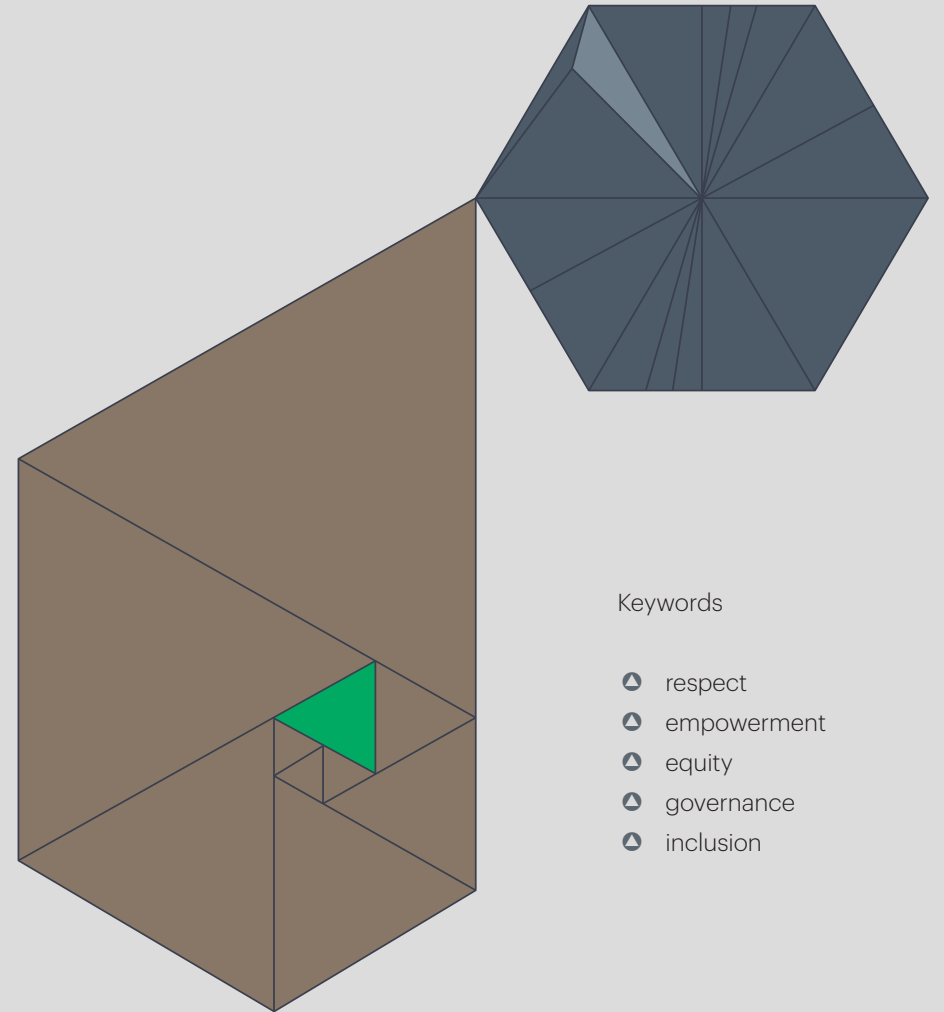 Keywords
respect
empowerment
equity
governance
inclusion